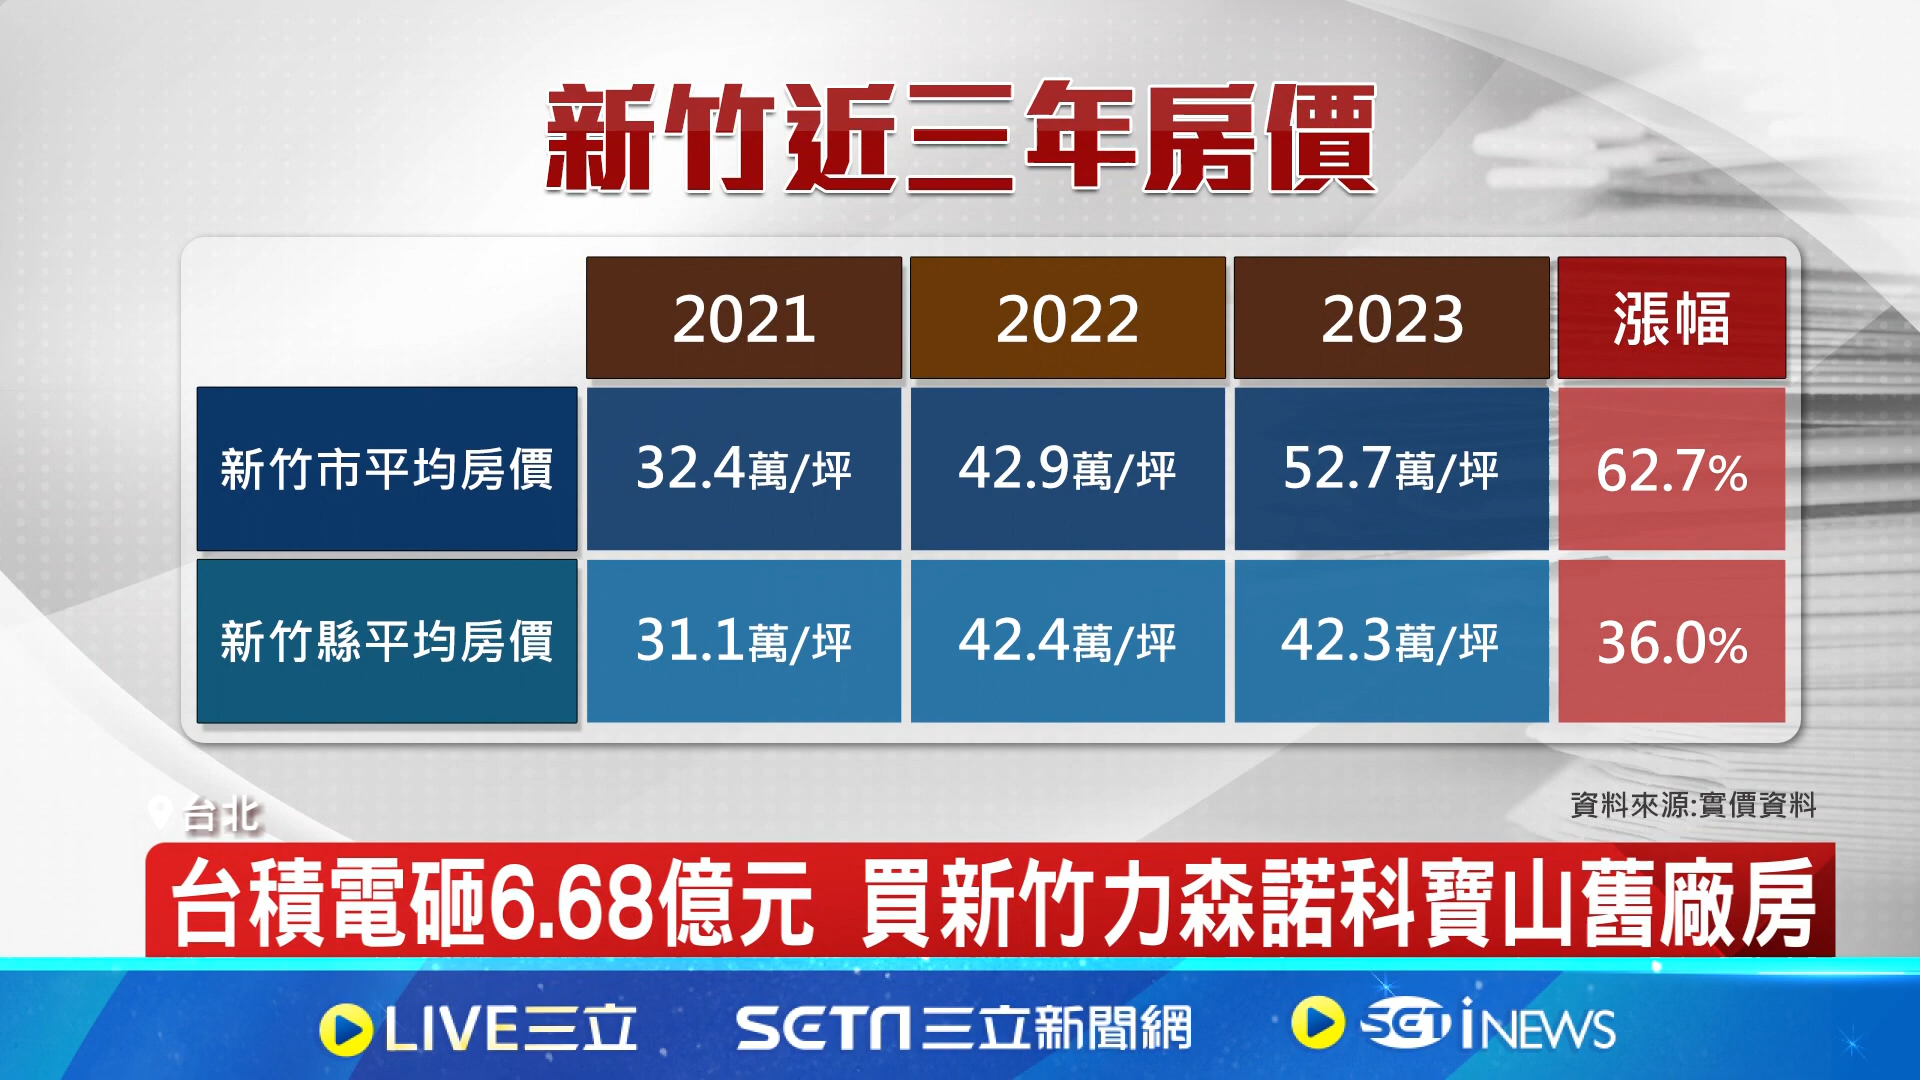 新竹近三年房價
2021 2022 2023 漲幅
新竹市平均房價 32.4萬/坪 42.9萬/坪 52.7萬/坪 62.7%
新竹縣平均房價 31.1萬/坪 42.4萬/坪 42.3萬/坪 36.0%
資料來源:實價資料
台北
台積電砸6.68億元 買新竹力森諾科寶山舊廠房
LIVE三立 SETN三立新聞網 SET iNEWS